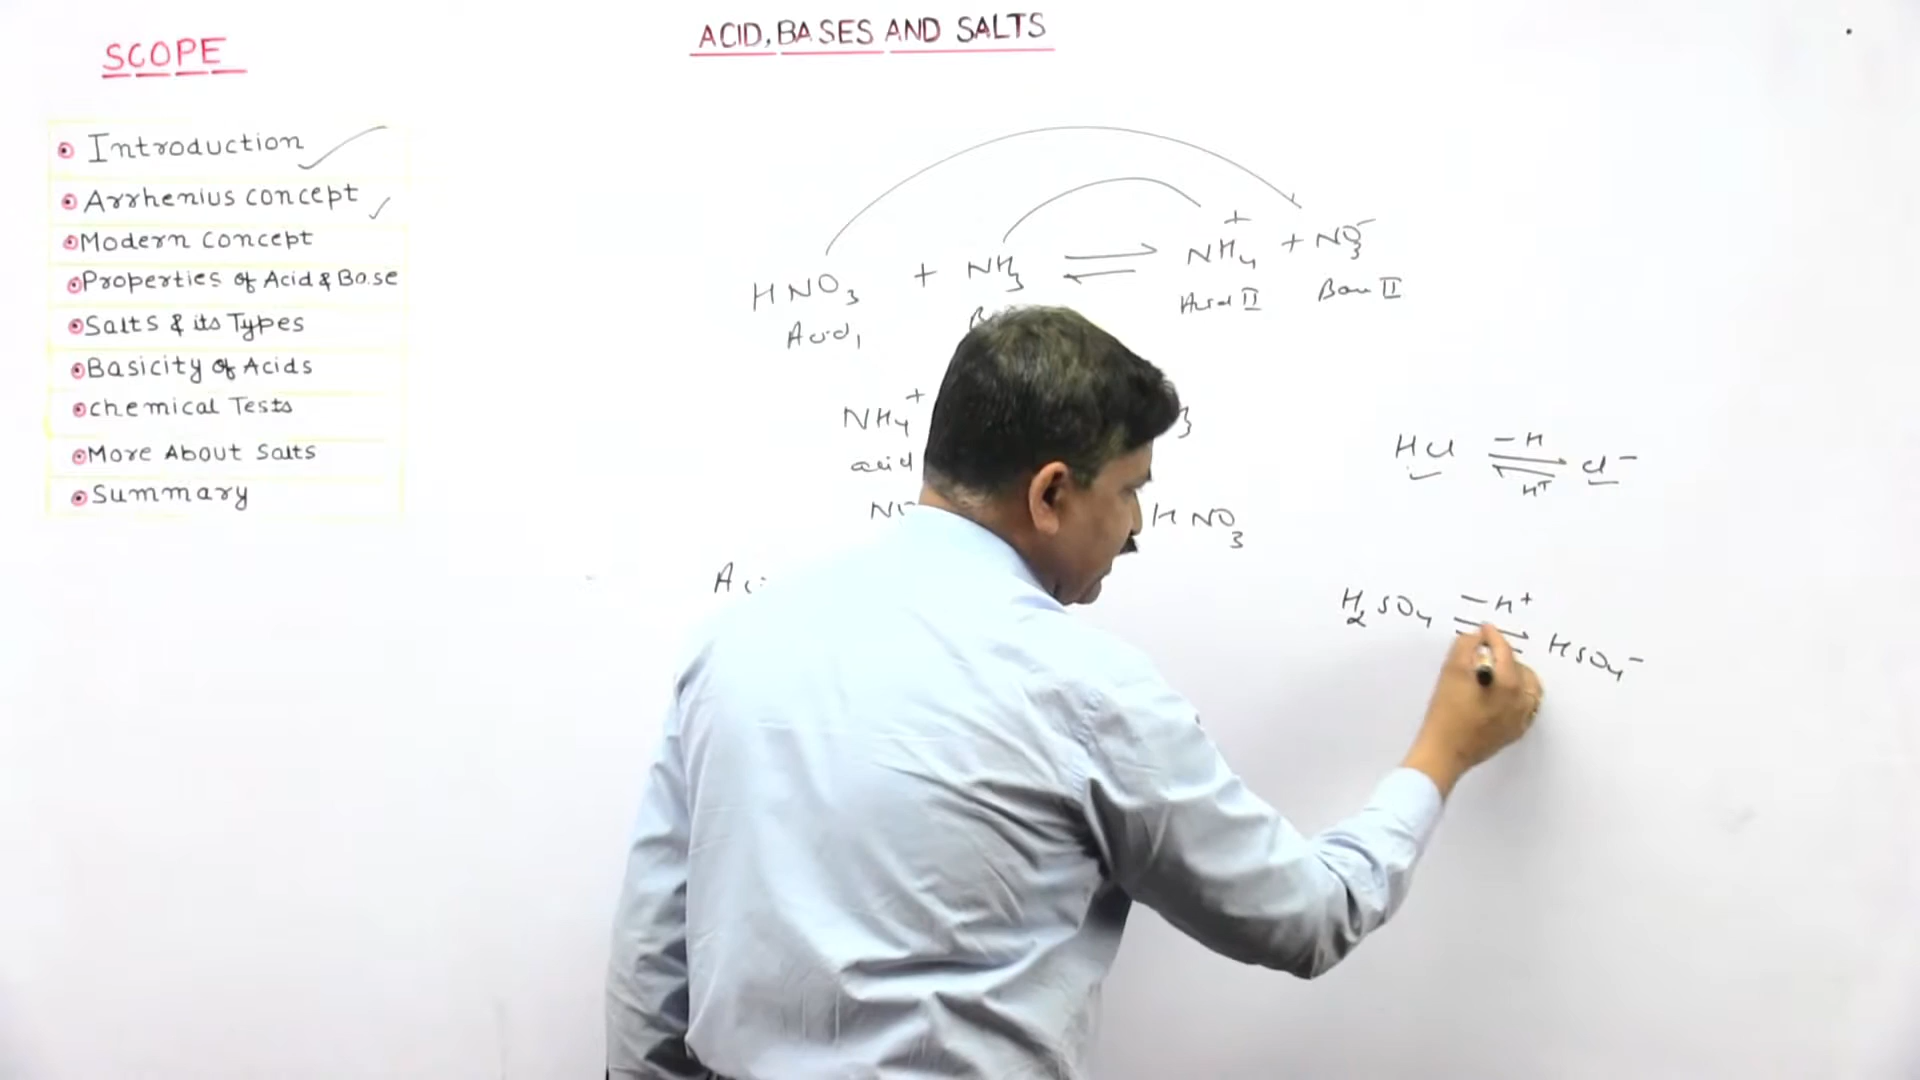 SCOPE
ACID, BASES AND SALTS
Introduction
Arrhenius concept
Modern concept
Properties of Acid & Base
Salts & its Types
Basicity of Acids
chemical Tests
More About Salts
Summary
HNO₃ + NH₃ ⇌ NH₄⁺ + NO₃⁻
Acid₁ Acid II Base II
NH₄⁺
acid
HNO₃
HCl −H ⇌ H⁺ Cl⁻
H₂SO₄ −H⁺ ⇌ HSO₄⁻